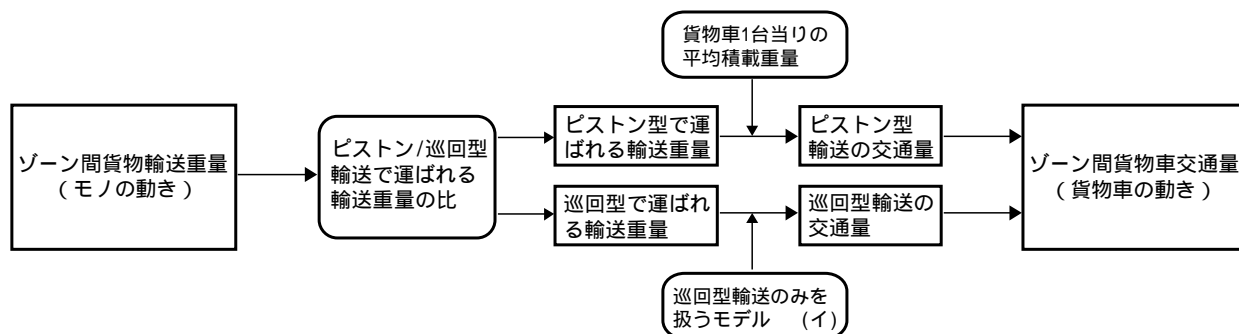 貨物車1台当りの
平均積載重量
ゾーン間貨物輸送重量
(モノの動き)
ピストン/巡回型
輸送で運ばれる
輸送重量の比
ピストン型で運
ばれる輸送重量
ピストン型
輸送の交通量
巡回型で運ばれ
る輸送重量
巡回型輸送の
交通量
ゾーン間貨物車交通量
(貨物車の動き)
巡回型輸送のみを
扱うモデル (イ)